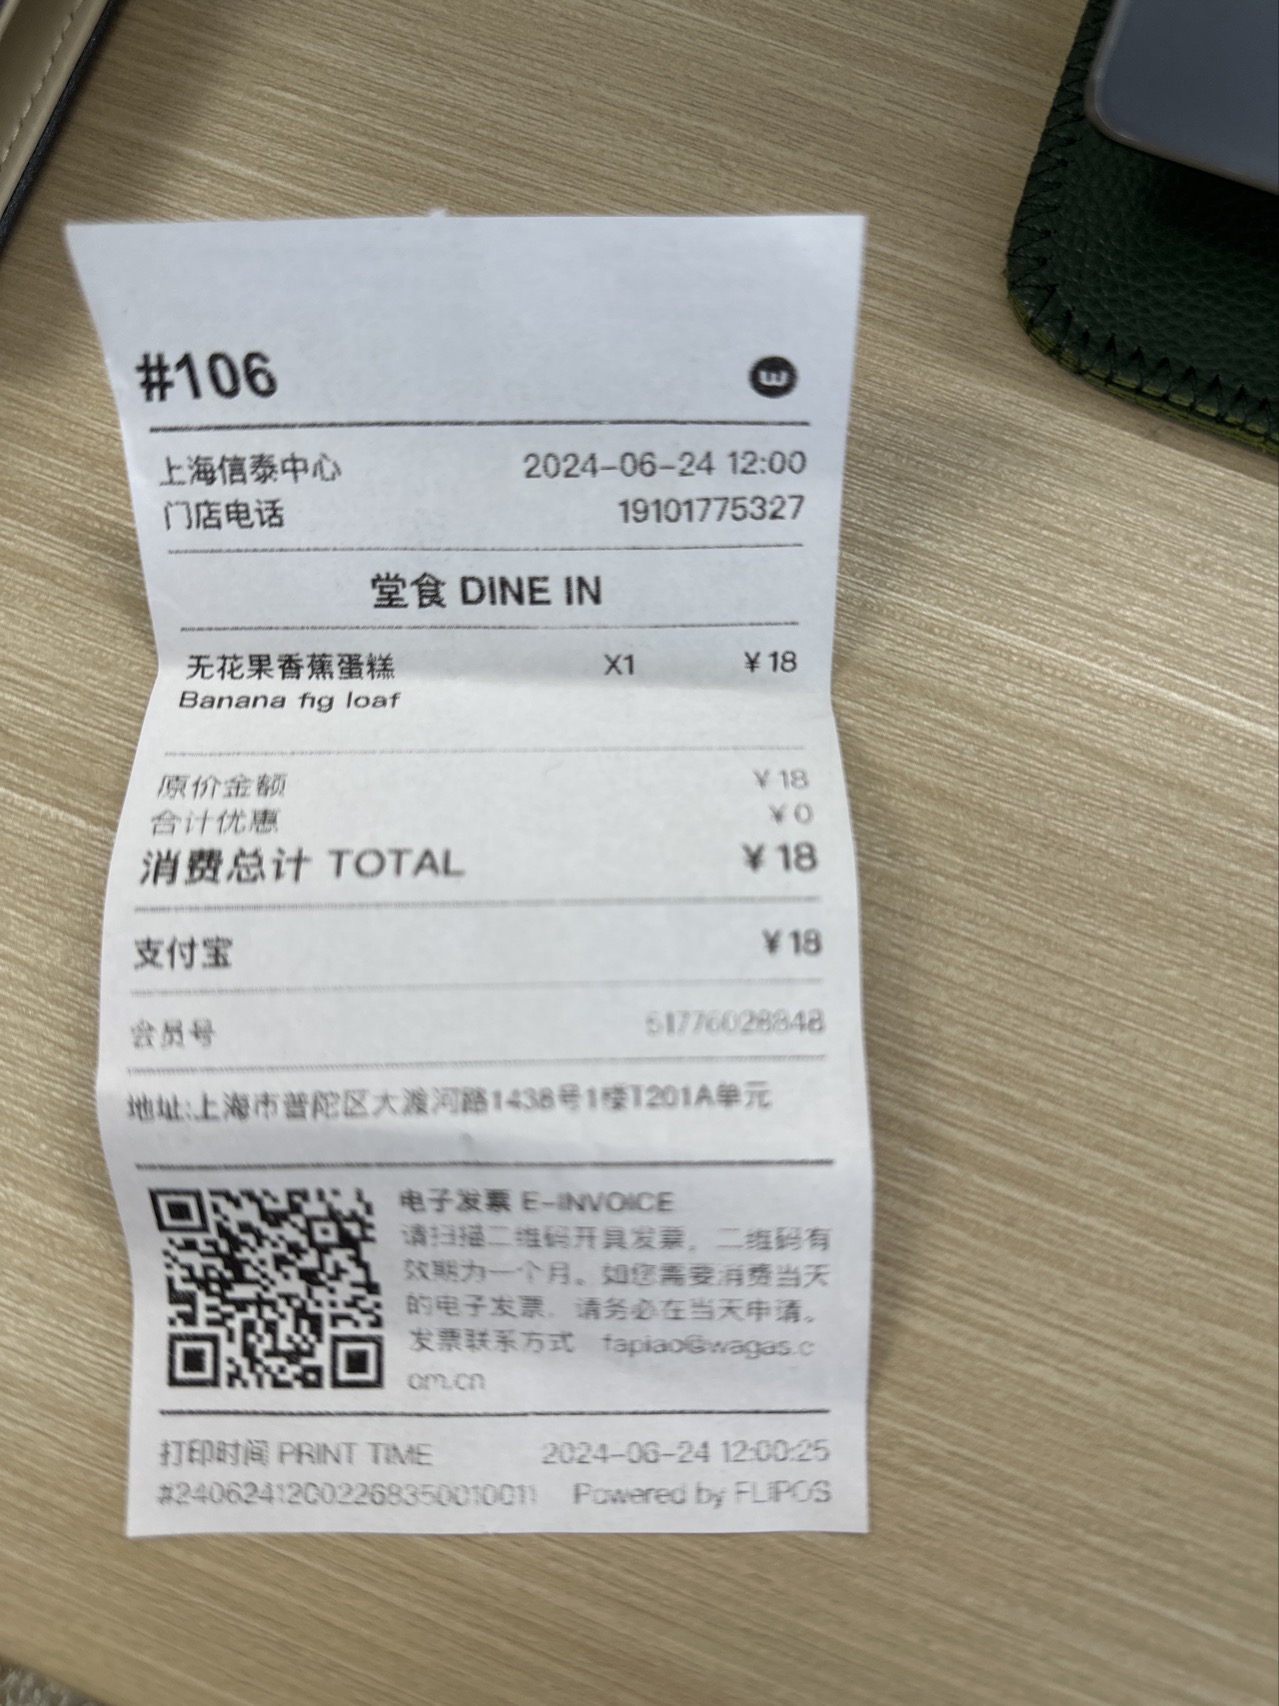 #106
上海信泰中心 2024-06-24 12:00
门店电话 19101775327
堂食 DINE IN
无花果香蕉蛋糕 X1 ¥18
Banana fig loaf
原价金额 ¥18
合计优惠 ¥0
消费总计 TOTAL ¥18
支付宝 ¥18
会员号 51776028848
地址:上海市普陀区大渡河路1438号1楼T201A单元
电子发票 E-INVOICE
请扫描二维码开具发票,二维码有
效期为一个月。如您需要消费当天
的电子发票,请务必在当天申请。
发票联系方式 fapiao@wagas.c
om.cn
打印时间 PRINT TIME 2024-06-24 12:00:25
#24062412002268350010011 Powered by FLIPOS